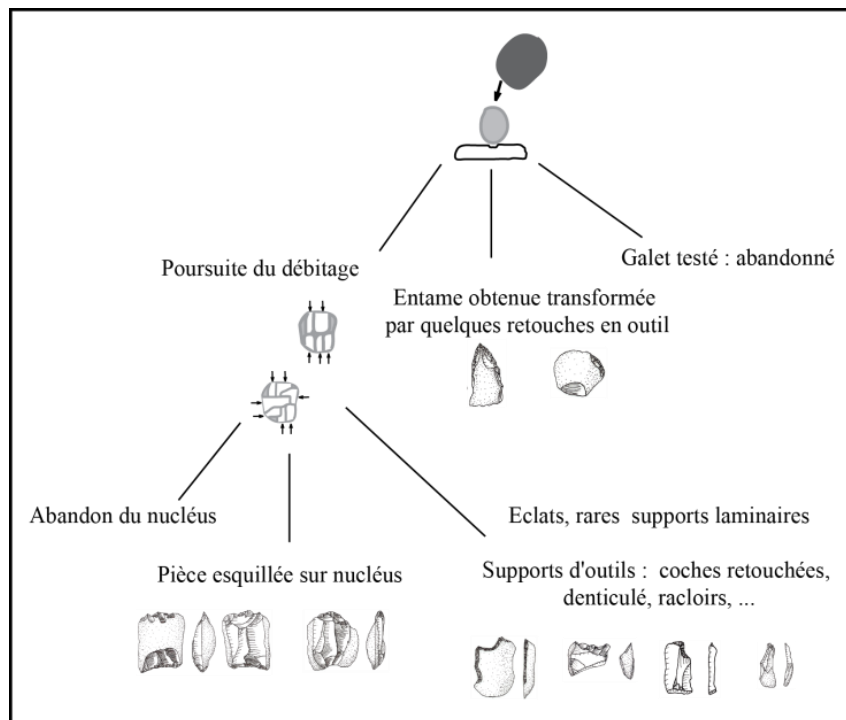 Galet testé : abandonné
Poursuite du débitage
Entame obtenue transformée
par quelques retouches en outil
Abandon du nucléus
Eclats, rares supports laminaires
Pièce esquillée sur nucléus
Supports d'outils : coches retouchées,
denticulé, racloirs, ...